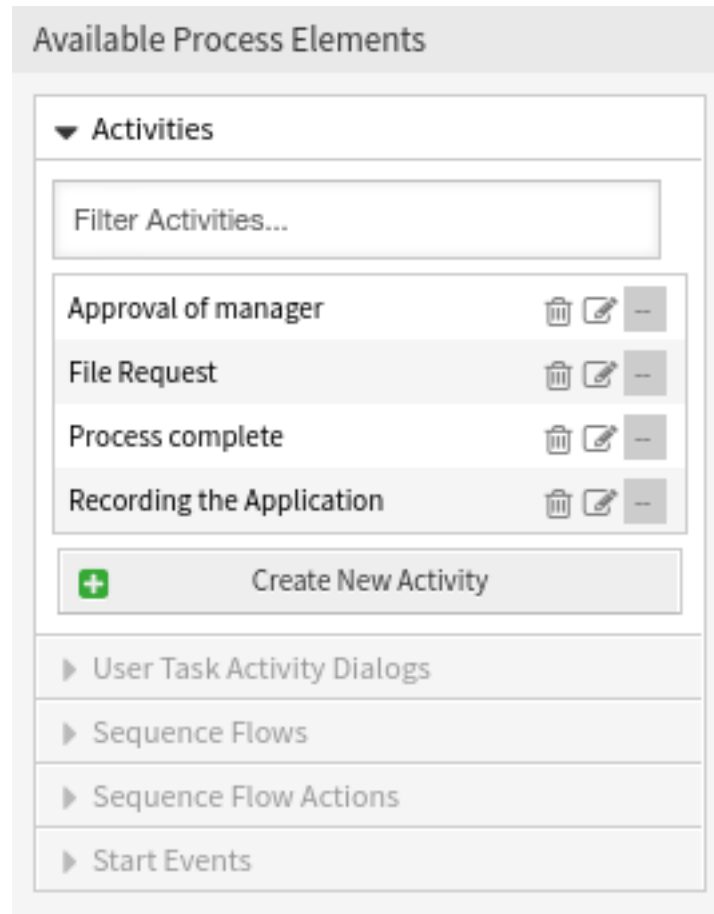 Available Process Elements
Activities
Filter Activities...
Approval of manager --
File Request --
Process complete --
Recording the Application --
Create New Activity
User Task Activity Dialogs
Sequence Flows
Sequence Flow Actions
Start Events